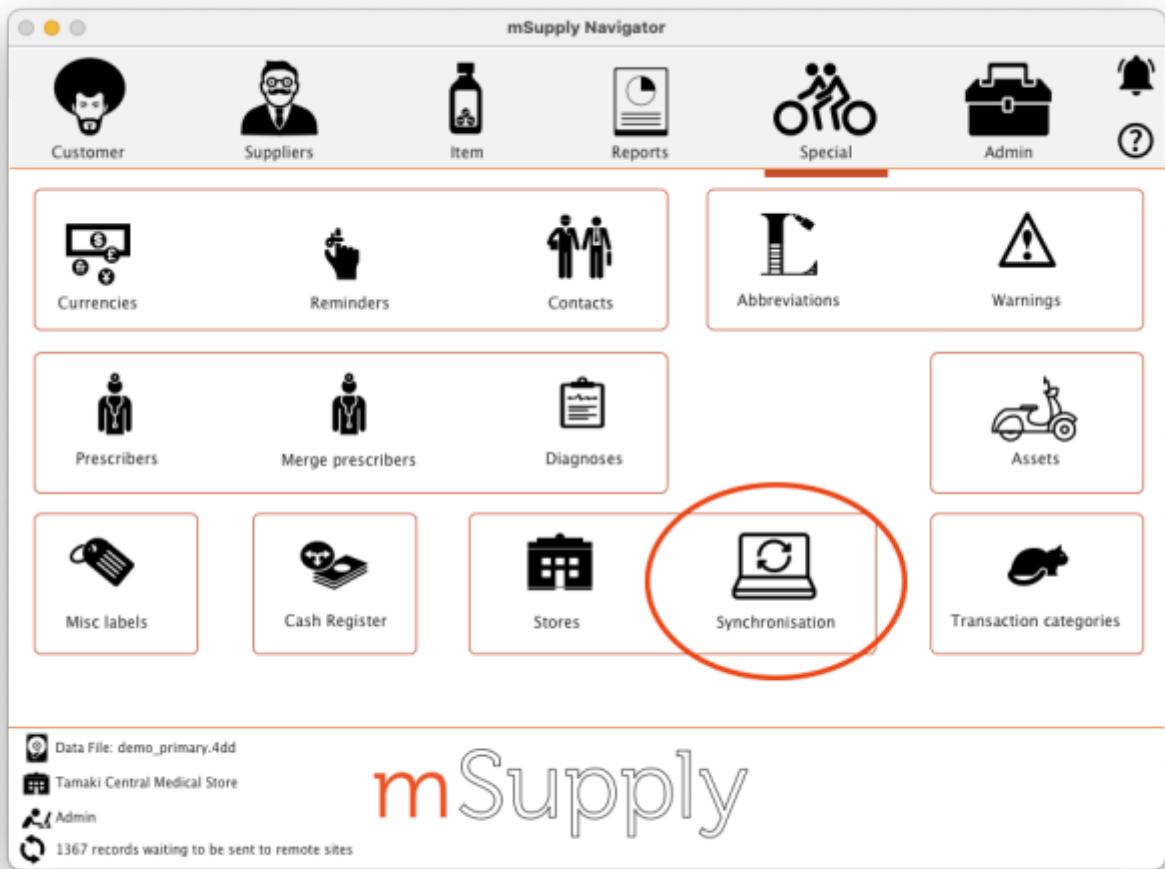 mSupply Navigator
Customer Suppliers Item Reports Special Admin
Currencies Reminders Contacts Abbreviations Warnings
Prescribers Merge prescribers Diagnoses Assets
Misc labels Cash Register Stores Synchronisation Transaction categories
Data File: demo_primary.4dd
Tamaki Central Medical Store
Admin
1367 records waiting to be sent to remote sites
mSupply